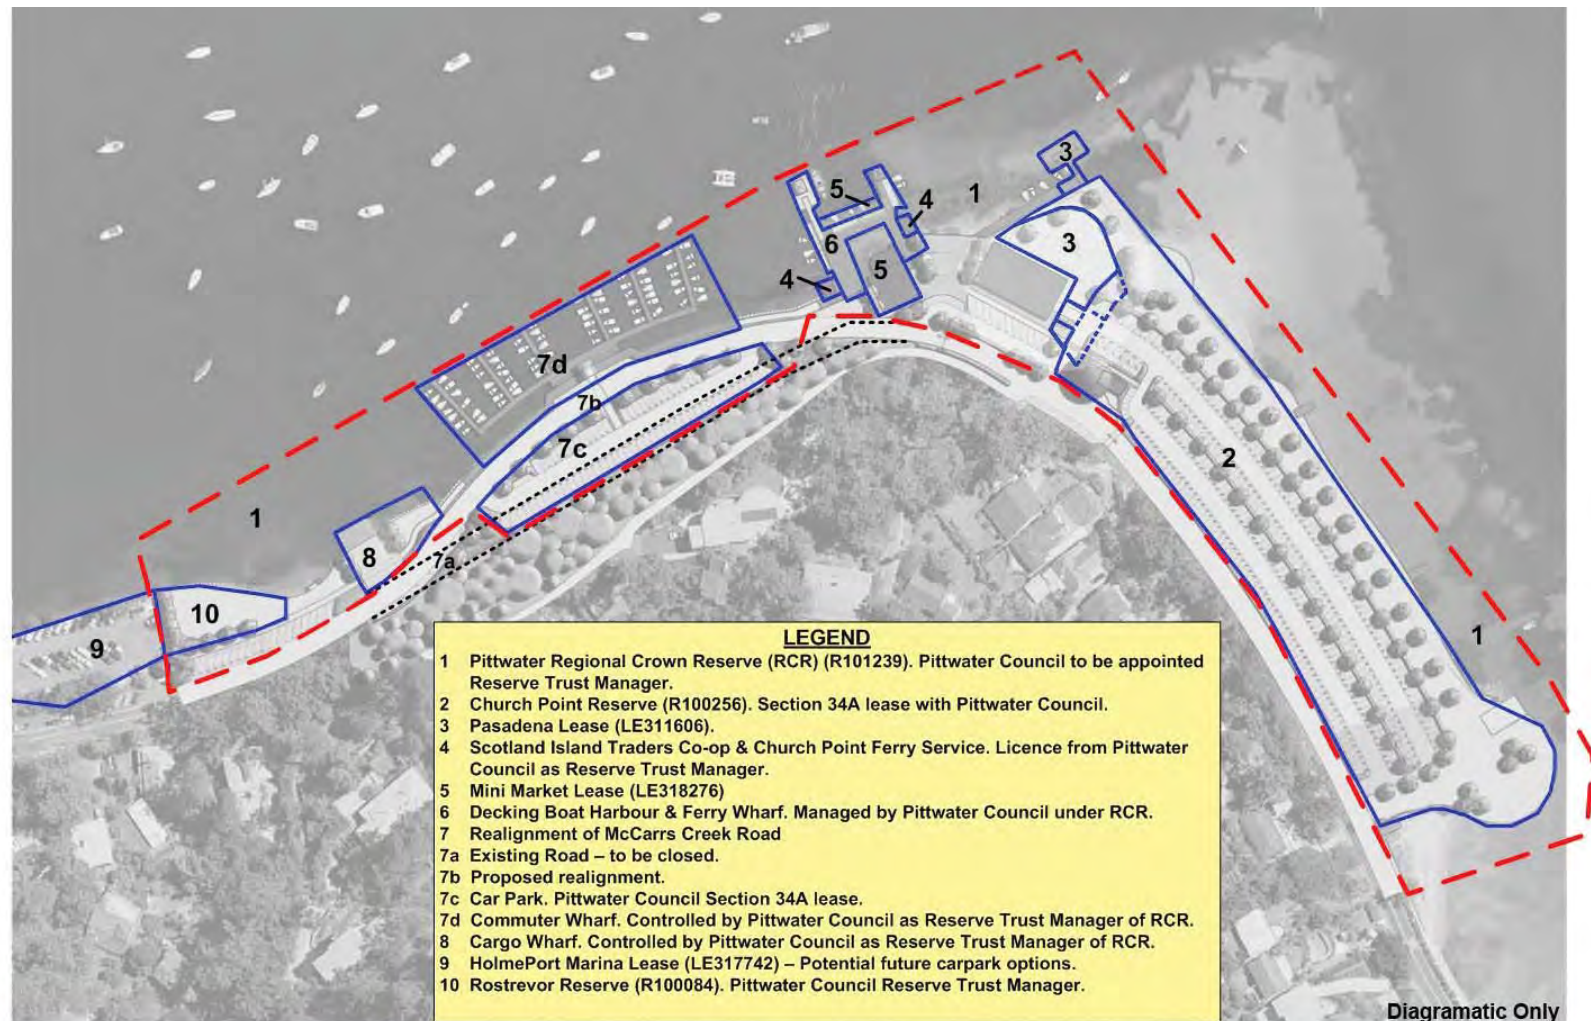 3
5
4
1
6
3
5
4
7d
7b
7c
2
1
8
7a
10
9
1
LEGEND
1 Pittwater Regional Crown Reserve (RCR) (R101239). Pittwater Council to be appointed
Reserve Trust Manager.
2 Church Point Reserve (R100256). Section 34A lease with Pittwater Council.
3 Pasadena Lease (LE311606).
4 Scotland Island Traders Co-op & Church Point Ferry Service. Licence from Pittwater
Council as Reserve Trust Manager.
5 Mini Market Lease (LE318276)
6 Decking Boat Harbour & Ferry Wharf. Managed by Pittwater Council under RCR.
7 Realignment of McCarrs Creek Road
7a Existing Road – to be closed.
7b Proposed realignment.
7c Car Park. Pittwater Council Section 34A lease.
7d Commuter Wharf. Controlled by Pittwater Council as Reserve Trust Manager of RCR.
8 Cargo Wharf. Controlled by Pittwater Council as Reserve Trust Manager of RCR.
9 HolmePort Marina Lease (LE317742) – Potential future carpark options.
10 Rostrevor Reserve (R100084). Pittwater Council Reserve Trust Manager.
Diagramatic Only